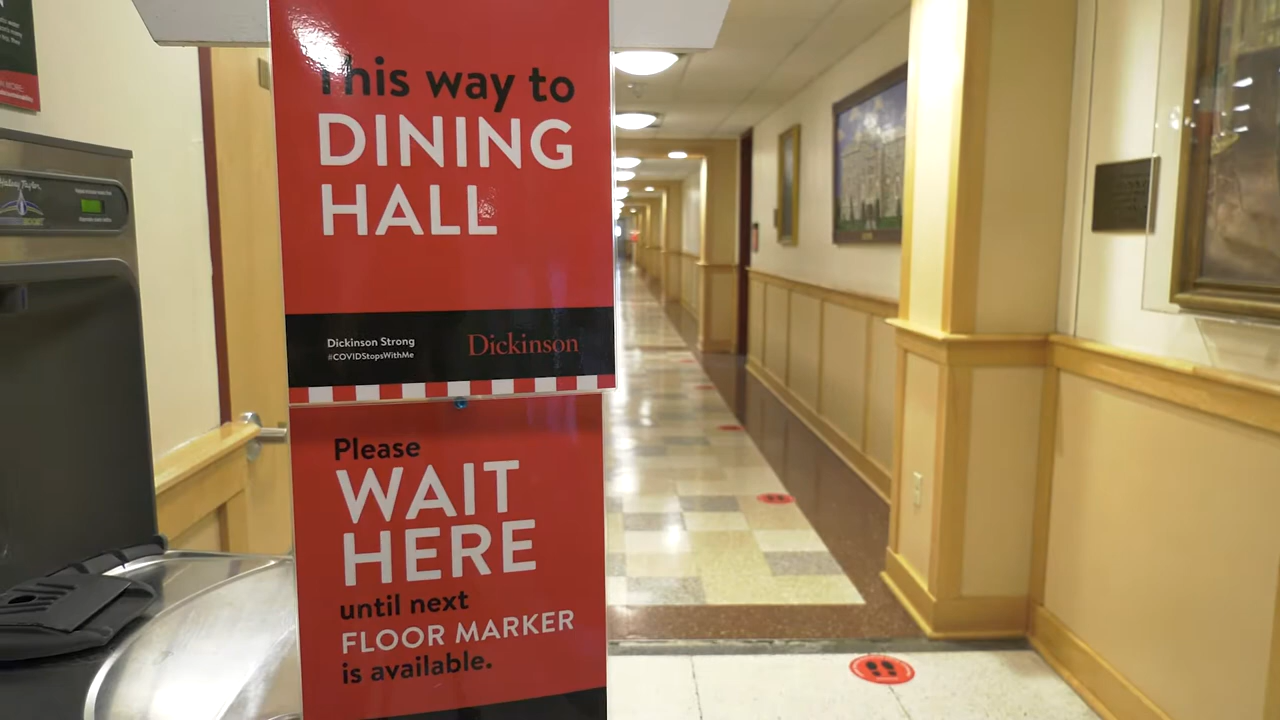 This way to
DINING
HALL
Dickinson Strong
#COVIDStopsWithMe
Dickinson
Please
WAIT
HERE
until next
FLOOR MARKER
is available.